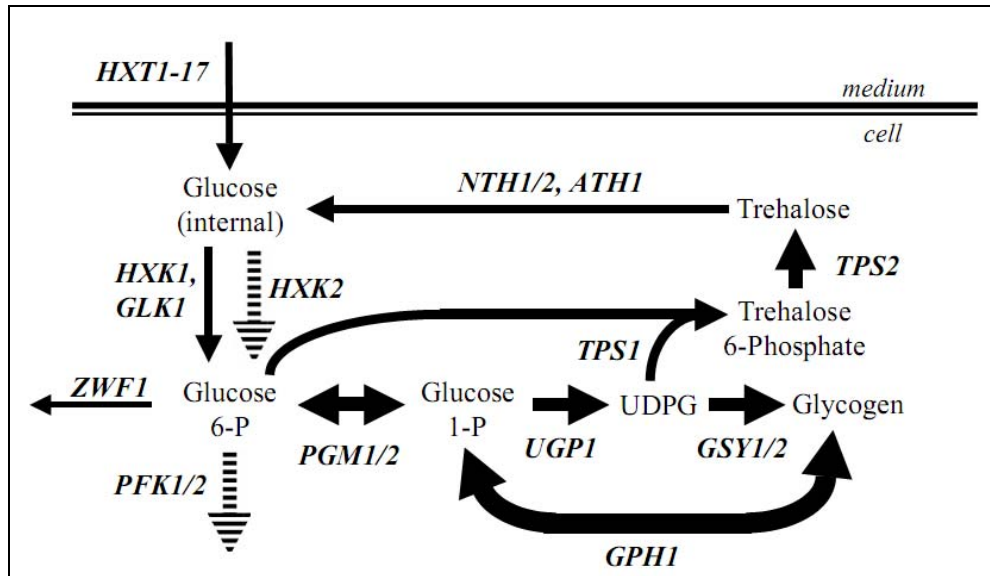 HXT1-17
medium
cell
Glucose
(internal)
NTH1/2, ATH1
Trehalose
HXK1,
GLK1
HXK2
TPS2
Trehalose
6-Phosphate
TPS1
ZWF1
Glucose
6-P
PGM1/2
Glucose
1-P
UGP1
UDPG
GSY1/2
Glycogen
PFK1/2
GPH1